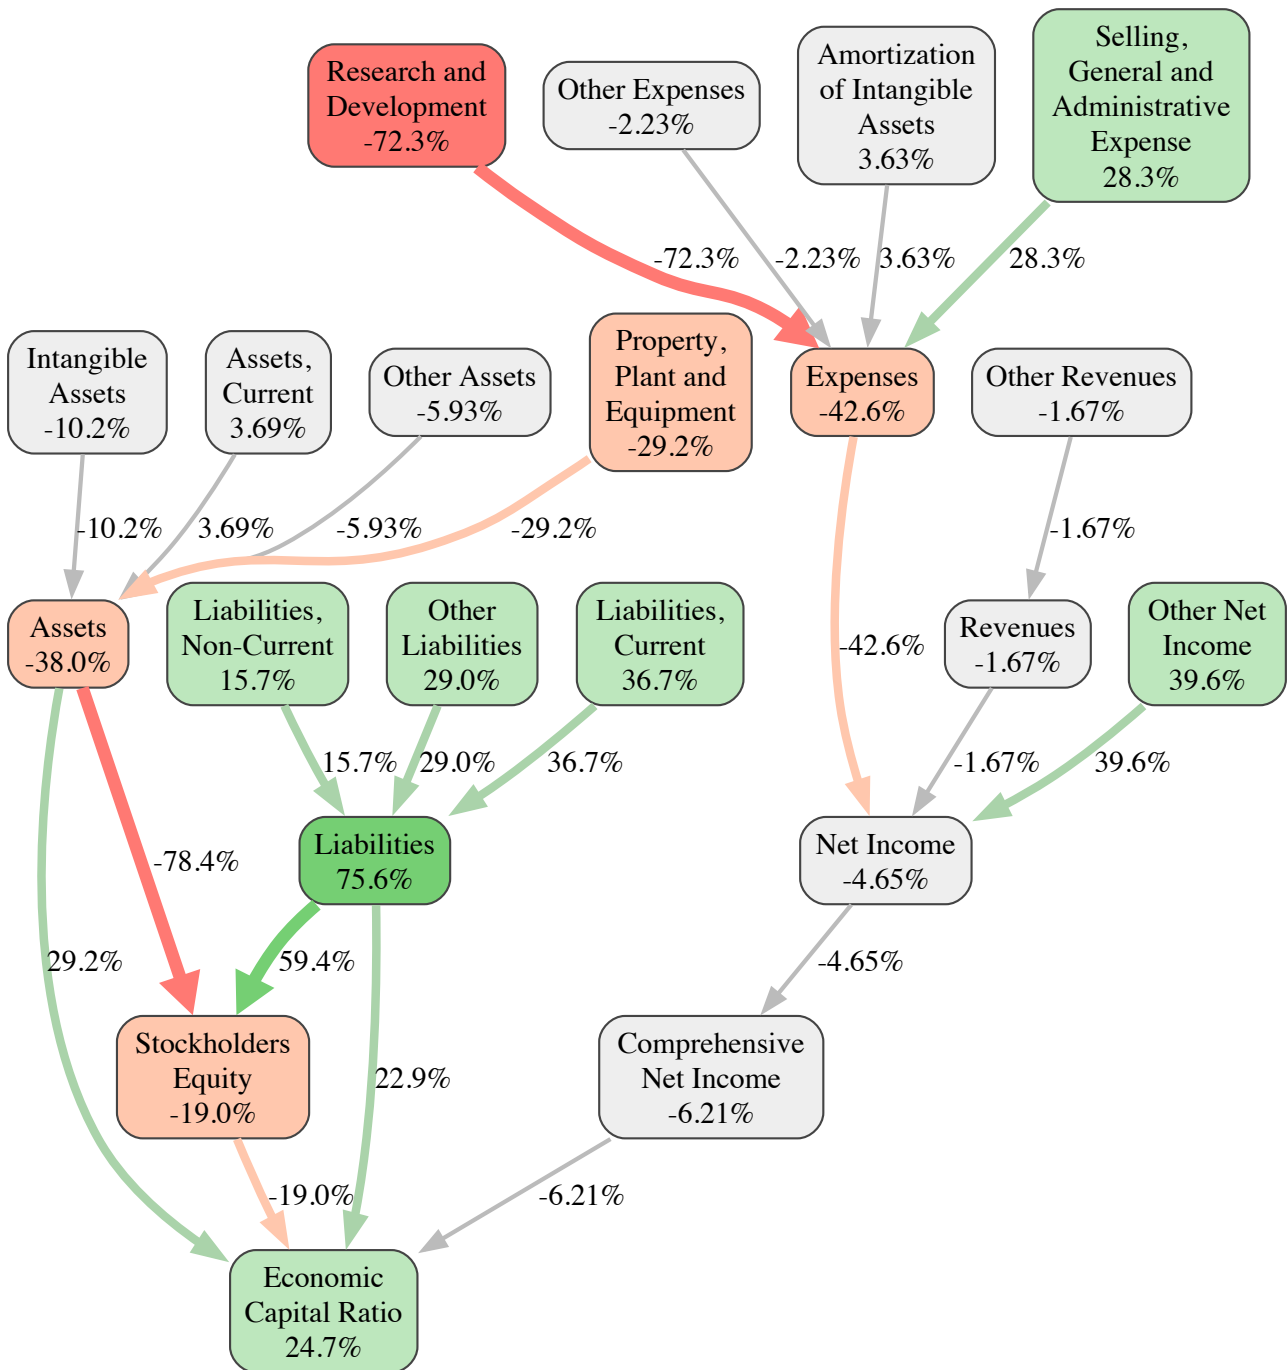 Research and
Development
-72.3%
Other Expenses
-2.23%
Amortization
of Intangible
Assets
3.63%
Selling,
General and
Administrative
Expense
28.3%
-72.3%
-2.23%
3.63%
28.3%
Intangible
Assets
-10.2%
Assets,
Current
3.69%
Other Assets
-5.93%
Property,
Plant and
Equipment
-29.2%
Expenses
-42.6%
Other Revenues
-1.67%
-10.2%
3.69%
-5.93%
-29.2%
-1.67%
Assets
-38.0%
Liabilities,
Non-Current
15.7%
Other
Liabilities
29.0%
Liabilities,
Current
36.7%
-42.6%
Revenues
-1.67%
Other Net
Income
39.6%
15.7%
29.0%
36.7%
-1.67%
39.6%
-78.4%
Liabilities
75.6%
Net Income
-4.65%
29.2%
59.4%
-4.65%
Stockholders
Equity
-19.0%
22.9%
Comprehensive
Net Income
-6.21%
-19.0%
-6.21%
Economic
Capital Ratio
24.7%